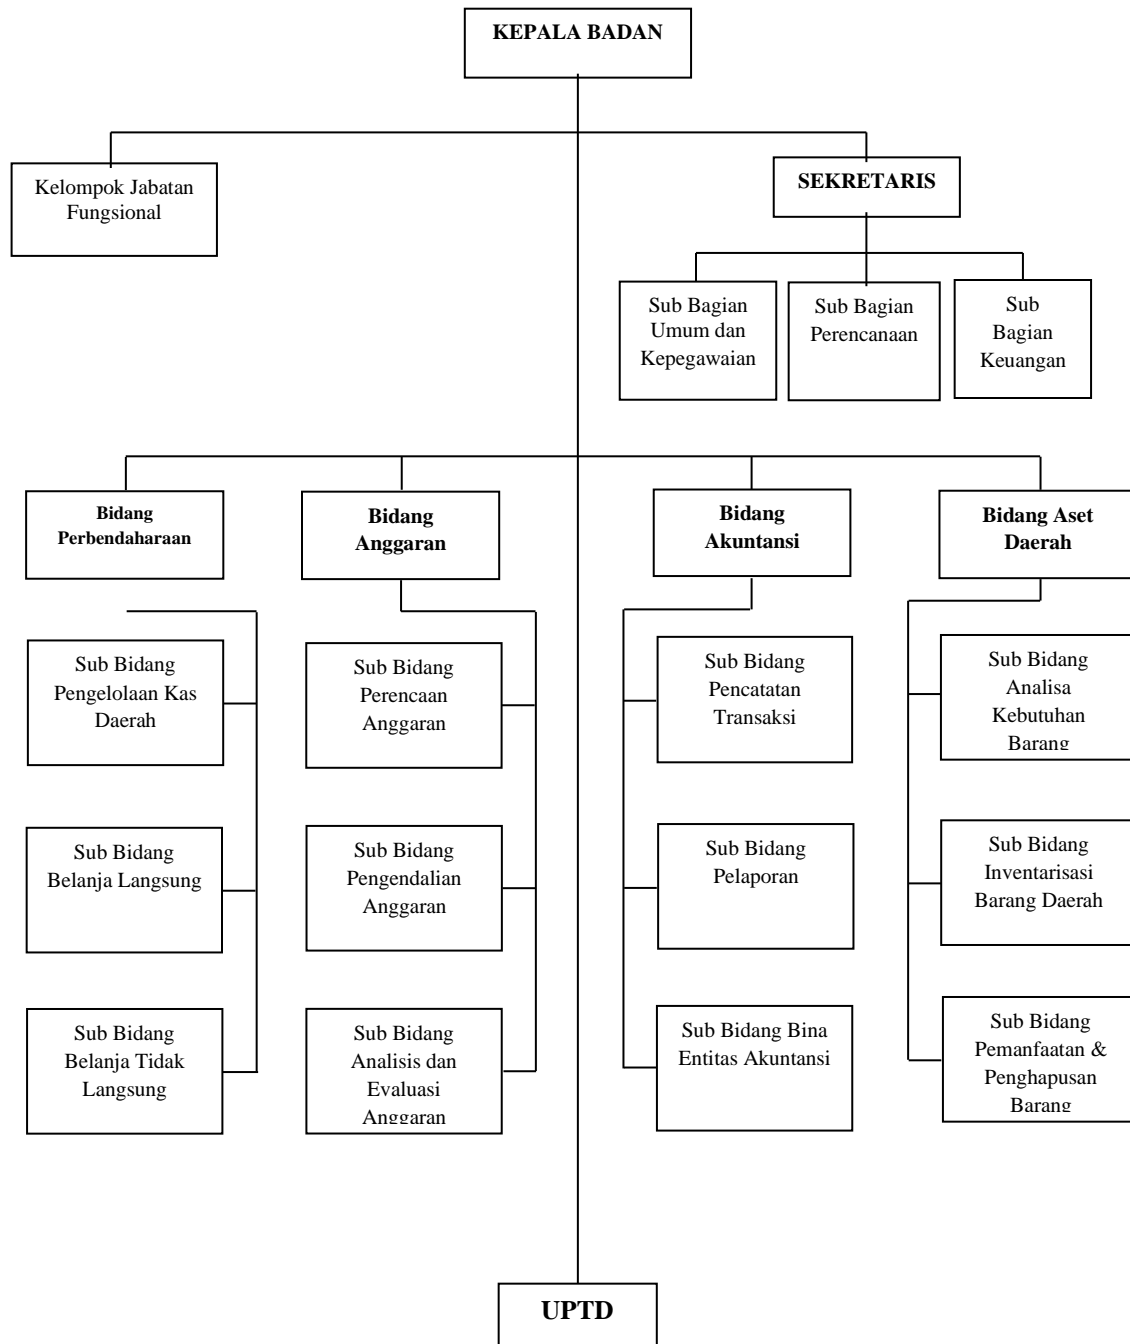 KEPALA BADAN
Kelompok Jabatan
Fungsional
SEKRETARIS
Sub Bagian
Umum dan
Kepegawaian
Sub Bagian
Perencanaan
Sub
Bagian
Keuangan
Bidang
Perbendaharaan
Bidang
Anggaran
Bidang
Akuntansi
Bidang Aset
Daerah
Sub Bidang
Pengelolaan Kas
Daerah
Sub Bidang
Perencaan
Anggaran
Sub Bidang
Pencatatan
Transaksi
Sub Bidang
Analisa
Kebutuhan
Barang
Sub Bidang
Belanja Langsung
Sub Bidang
Pengendalian
Anggaran
Sub Bidang
Pelaporan
Sub Bidang
Inventarisasi
Barang Daerah
Sub Bidang
Belanja Tidak
Langsung
Sub Bidang
Analisis dan
Evaluasi
Anggaran
Sub Bidang Bina
Entitas Akuntansi
Sub Bidang
Pemanfaatan &
Penghapusan
Barang
UPTD